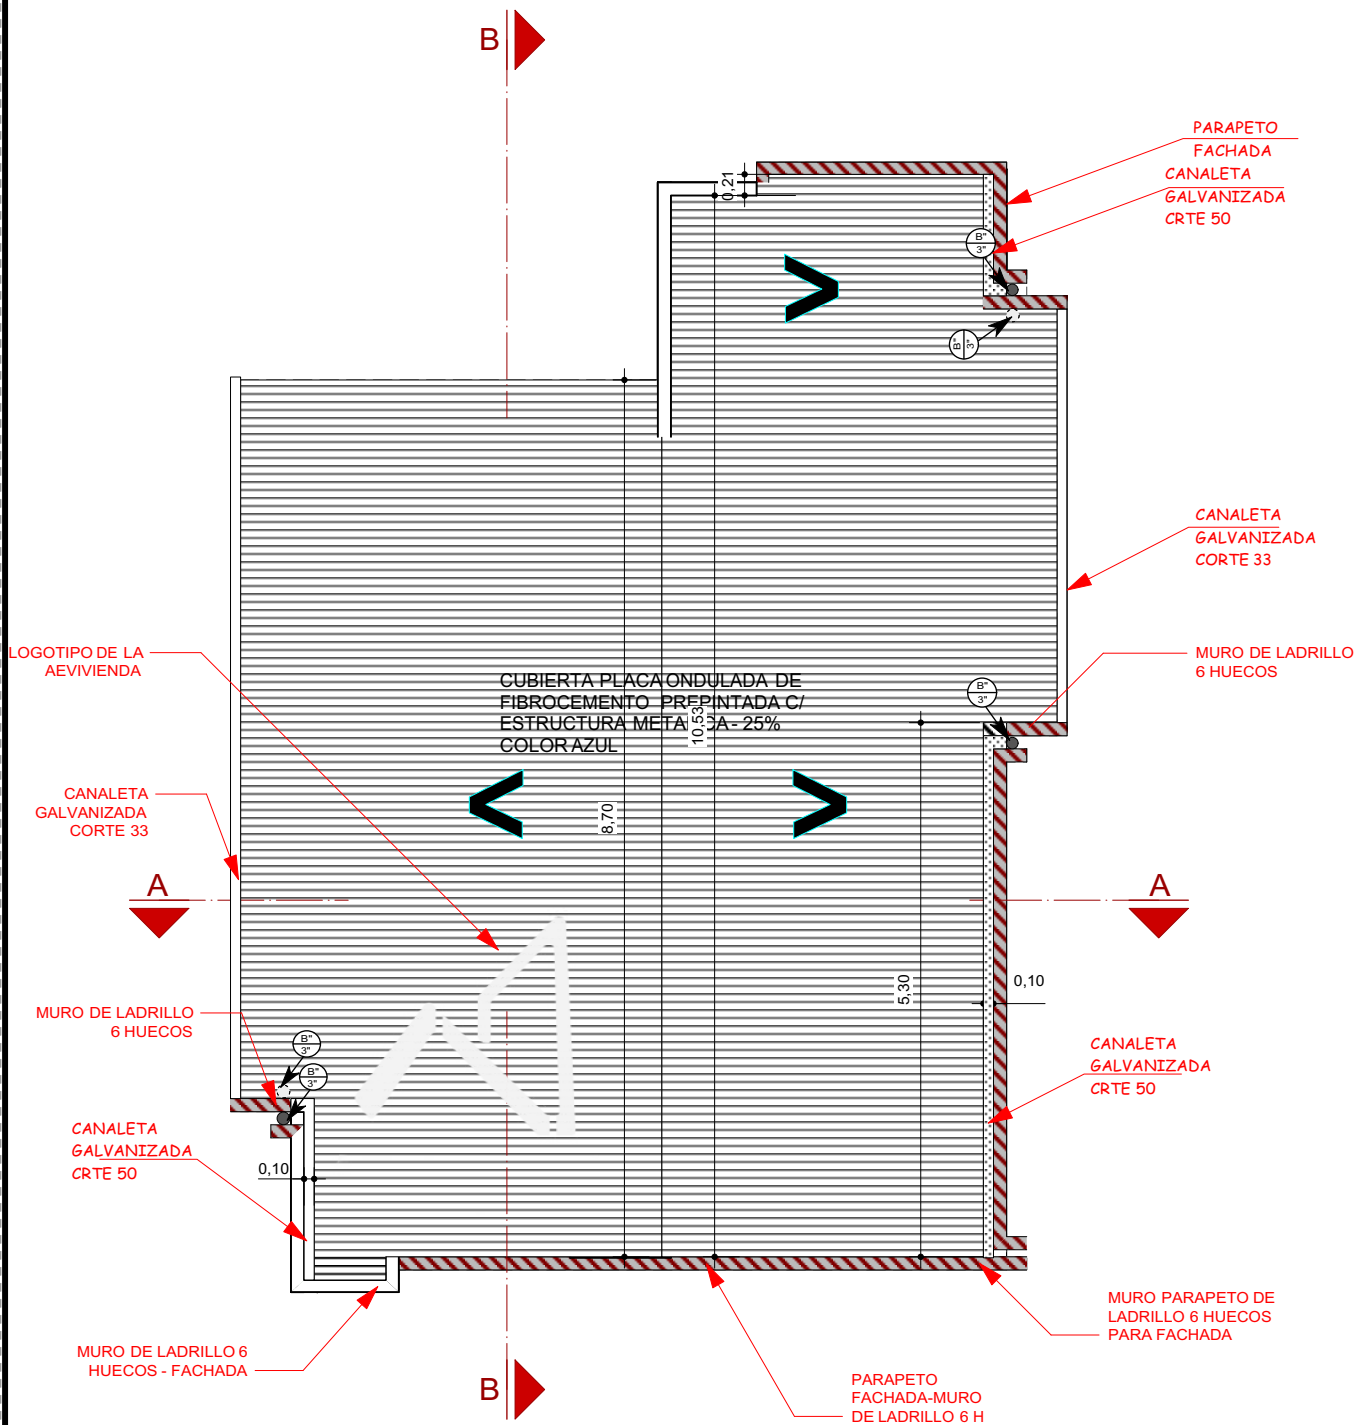 B
PARAPETO
FACHADA
CANALETA
GALVANIZADA
CRTE 50
0,21
B"
3"
B"
3"
CANALETA
GALVANIZADA
CORTE 33
LOGOTIPO DE LA
AEVIVIENDA
MURO DE LADRILLO
6 HUECOS
CUBIERTA PLACA ONDULADA DE
FIBROCEMENTO PREPINTADA C/
ESTRUCTURA META CA - 25%
COLOR AZUL
10,53
B"
3"
CANALETA
GALVANIZADA
CORTE 33
8,70
A
A
5,30
0,10
MURO DE LADRILLO
6 HUECOS
B"
3"
B"
3"
CANALETA
GALVANIZADA
CRTE 50
CANALETA
GALVANIZADA
CRTE 50
0,10
MURO PARAPETO DE
LADRILLO 6 HUECOS
PARA FACHADA
MURO DE LADRILLO 6
HUECOS - FACHADA
B
PARAPETO
FACHADA-MURO
DE LADRILLO 6 H